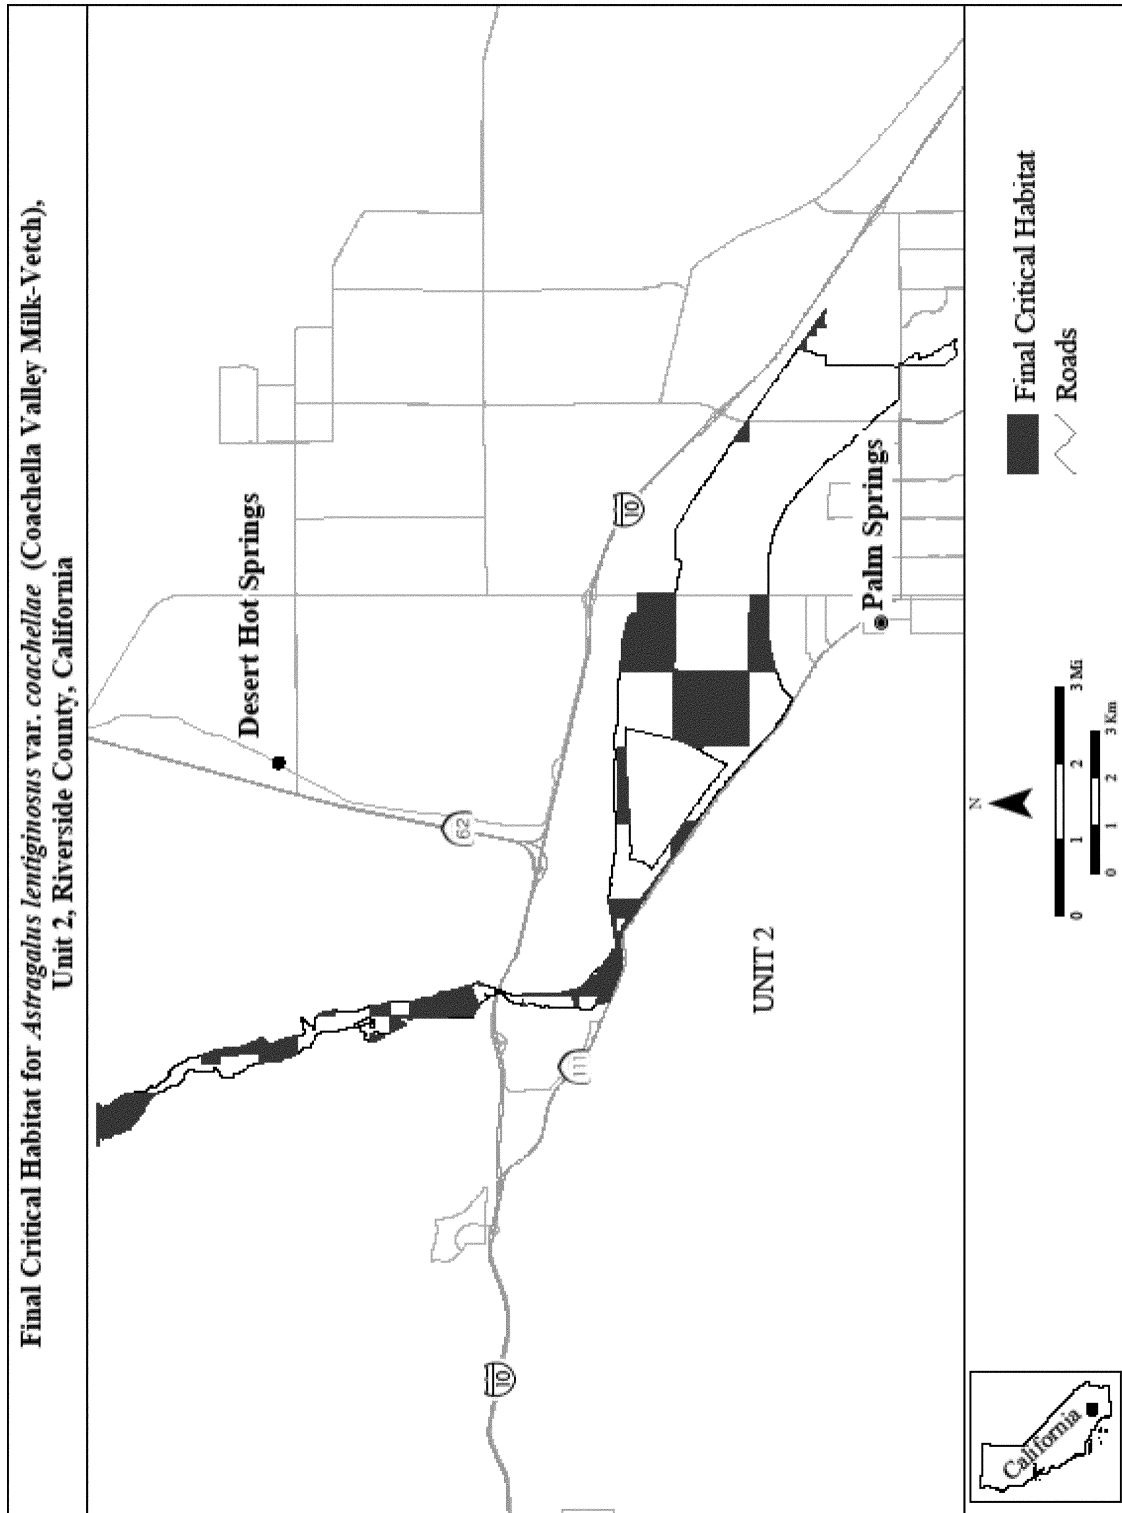 Final Critical Habitat for Astragalus lentiginosus var. coachellae (Coachella Valley Milk-Vetch),
Unit 2, Riverside County, California
Desert Hot Springs
62
10
10
111
Palm Springs
UNIT 2
California
N
0 1 2 3 Mi
0 1 2 3 Km
Final Critical Habitat
Roads